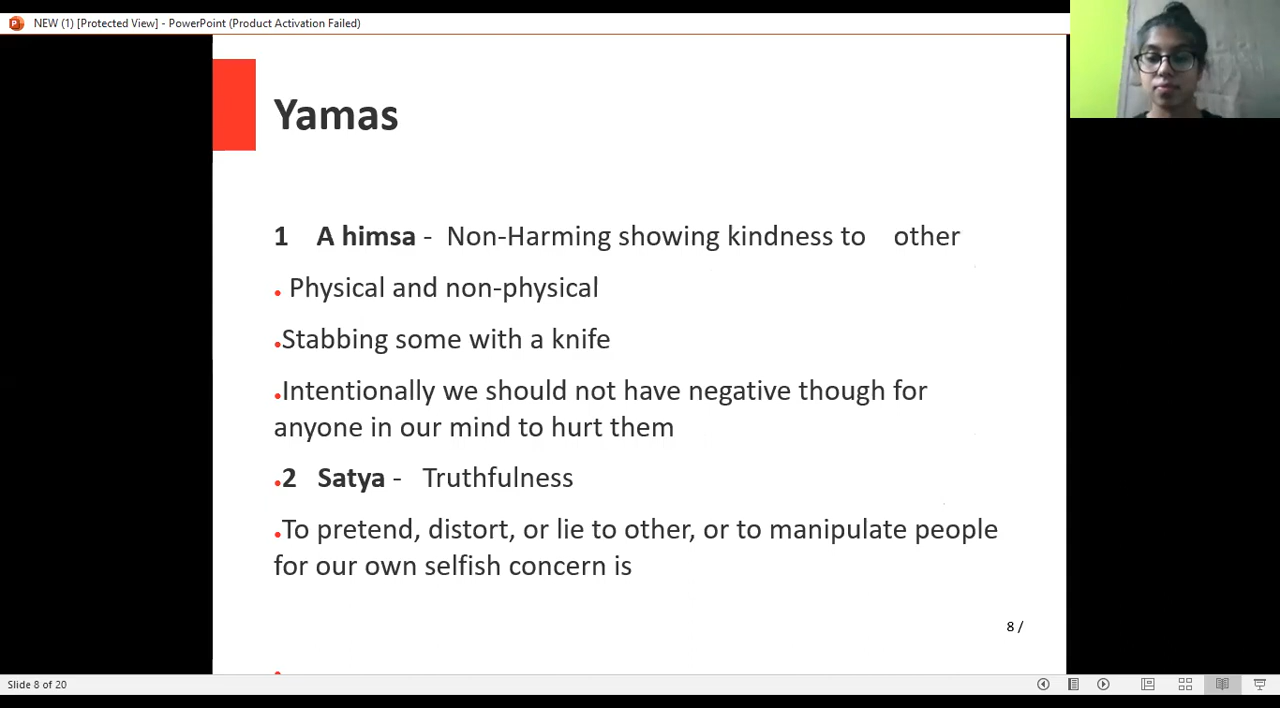 NEW (1) [Protected View] - PowerPoint (Product Activation Failed)
Yamas
1 A himsa - Non-Harming showing kindness to other
• Physical and non-physical
•Stabbing some with a knife
•Intentionally we should not have negative though for
anyone in our mind to hurt them
•2 Satya - Truthfulness
•To pretend, distort, or lie to other, or to manipulate people
for our own selfish concern is
8 /
Slide 8 of 20